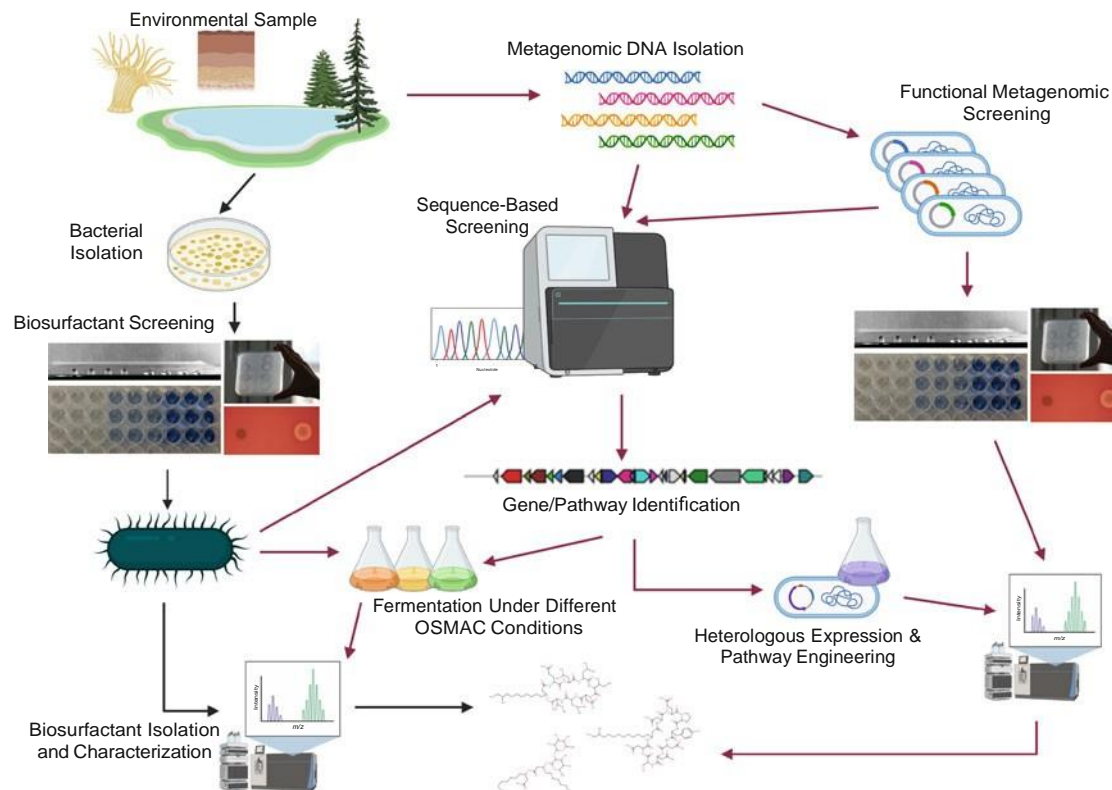 Environmental Sample
Metagenomic DNA Isolation
Functional Metagenomic
Screening
Sequence-Based
Screening
Bacterial
Isolation
Biosurfactant Screening
Nucleotide
Gene/Pathway Identification
Fermentation Under Different
OSMAC Conditions
Heterologous Expression &
Pathway Engineering
Intensity
m/z
Biosurfactant Isolation
and Characterization
Intensity
m/z